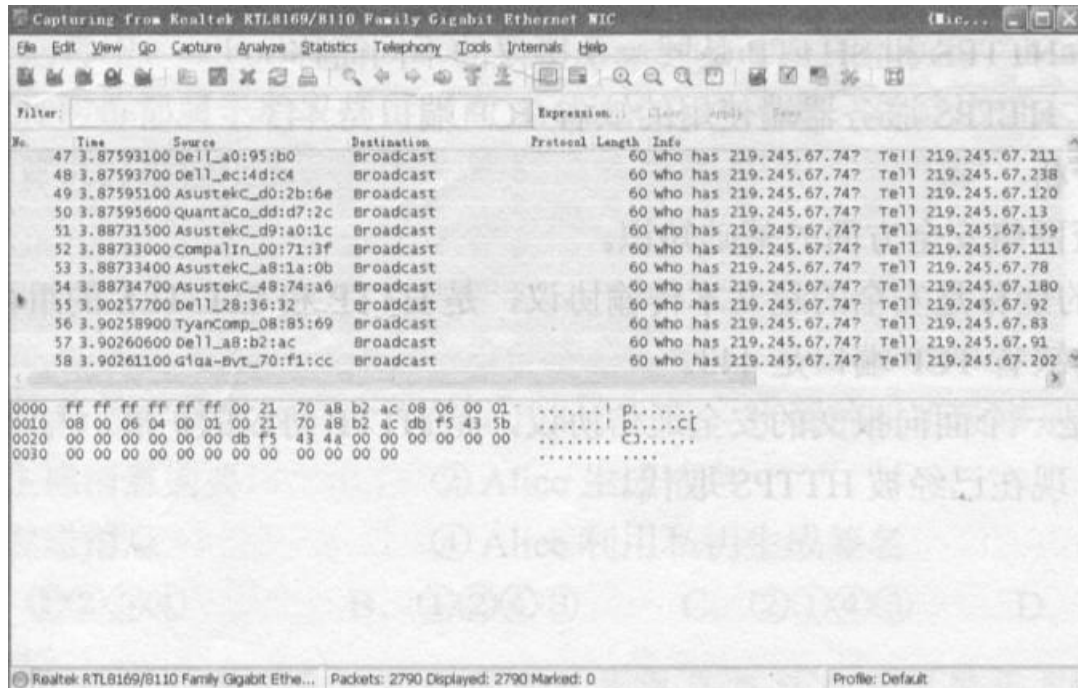 Capturing from Realtek RTL8169/8110 Family Gigabit Ethernet NIC (Wic...
File Edit View Go Capture Analyze Statistics Telephony Tools Internals Help
Filter: Expression... Clear Apply Save
No. Time Source Destination Protocol Length Info
47 3.87593100 Dell_a0:95:b0 Broadcast 60 Who has 219.245.67.74? Tell 219.245.67.211
48 3.87593700 Dell_ec:4d:c4 Broadcast 60 Who has 219.245.67.74? Tell 219.245.67.238
49 3.87595100 AsustekC_d0:2b:6e Broadcast 60 Who has 219.245.67.74? Tell 219.245.67.120
50 3.87595600 QuantaCo_dd:d7:2c Broadcast 60 Who has 219.245.67.74? Tell 219.245.67.13
51 3.88731500 AsustekC_d9:a0:1c Broadcast 60 Who has 219.245.67.74? Tell 219.245.67.159
52 3.88733000 CompalIn_00:71:3f Broadcast 60 Who has 219.245.67.74? Tell 219.245.67.111
53 3.88733400 AsustekC_a8:1a:0b Broadcast 60 Who has 219.245.67.74? Tell 219.245.67.78
54 3.88734700 AsustekC_48:74:a6 Broadcast 60 Who has 219.245.67.74? Tell 219.245.67.180
55 3.90237700 Dell_28:36:32 Broadcast 60 Who has 219.245.67.74? Tell 219.245.67.92
56 3.90258900 TyanComp_08:85:69 Broadcast 60 Who has 219.245.67.74? Tell 219.245.67.83
57 3.90260600 Dell_a8:b2:ac Broadcast 60 Who has 219.245.67.74? Tell 219.245.67.91
58 3.90261100 Giga-Byt_70:f1:cc Broadcast 60 Who has 219.245.67.74? Tell 219.245.67.202
0000 ff ff ff ff ff ff 00 21 70 a8 b2 ac 08 06 00 01 .......! p.......
0010 08 00 06 04 00 01 00 21 70 a8 b2 ac db f5 43 5b .......! p.....C[
0020 00 00 00 00 00 00 db f5 43 4a 00 00 00 00 00 00 ........ CJ......
0030 00 00 00 00 00 00 00 00 00 00 00 00 ........ ....
Realtek RTL8169/8110 Family Gigabit Ethe... Packets: 2790 Displayed: 2790 Marked: 0 Profile: Default